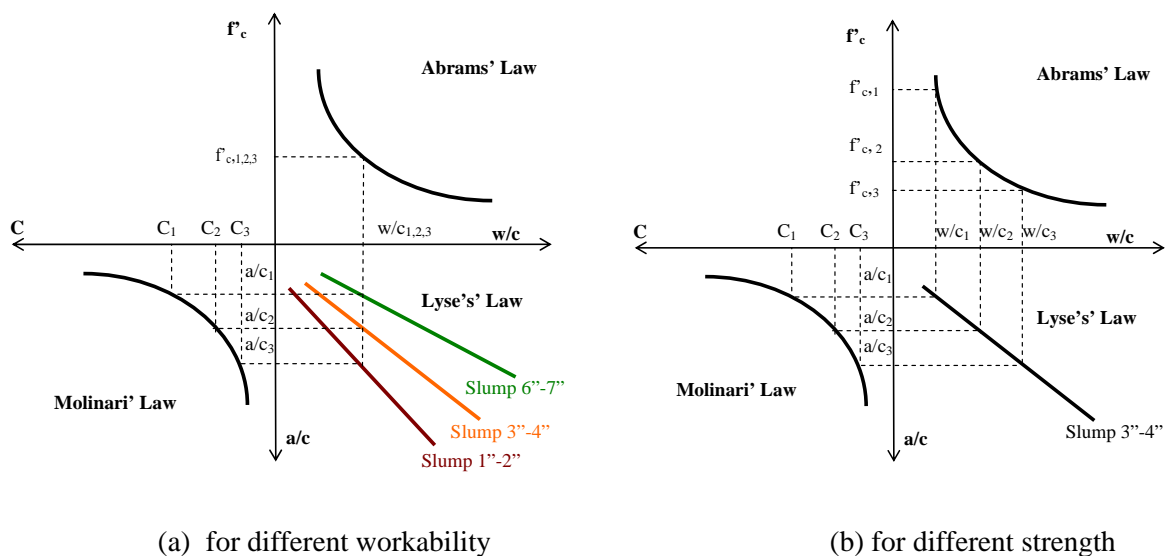 f'c
Abrams' Law
f'c,1,2,3
C
C1
C2
C3
w/c1,2,3
w/c
a/c1
a/c2
a/c3
Lyse's' Law
Molinari' Law
Slump 6”-7”
Slump 3”-4”
Slump 1”-2”
a/c
(a) for different workability
f'c
Abrams' Law
f'c,1
f'c, 2
f'c,3
C
C1
C2
C3
w/c1
w/c2
w/c3
w/c
a/c1
a/c2
a/c3
Lyse's' Law
Molinari' Law
Slump 3”-4”
a/c
(b) for different strength